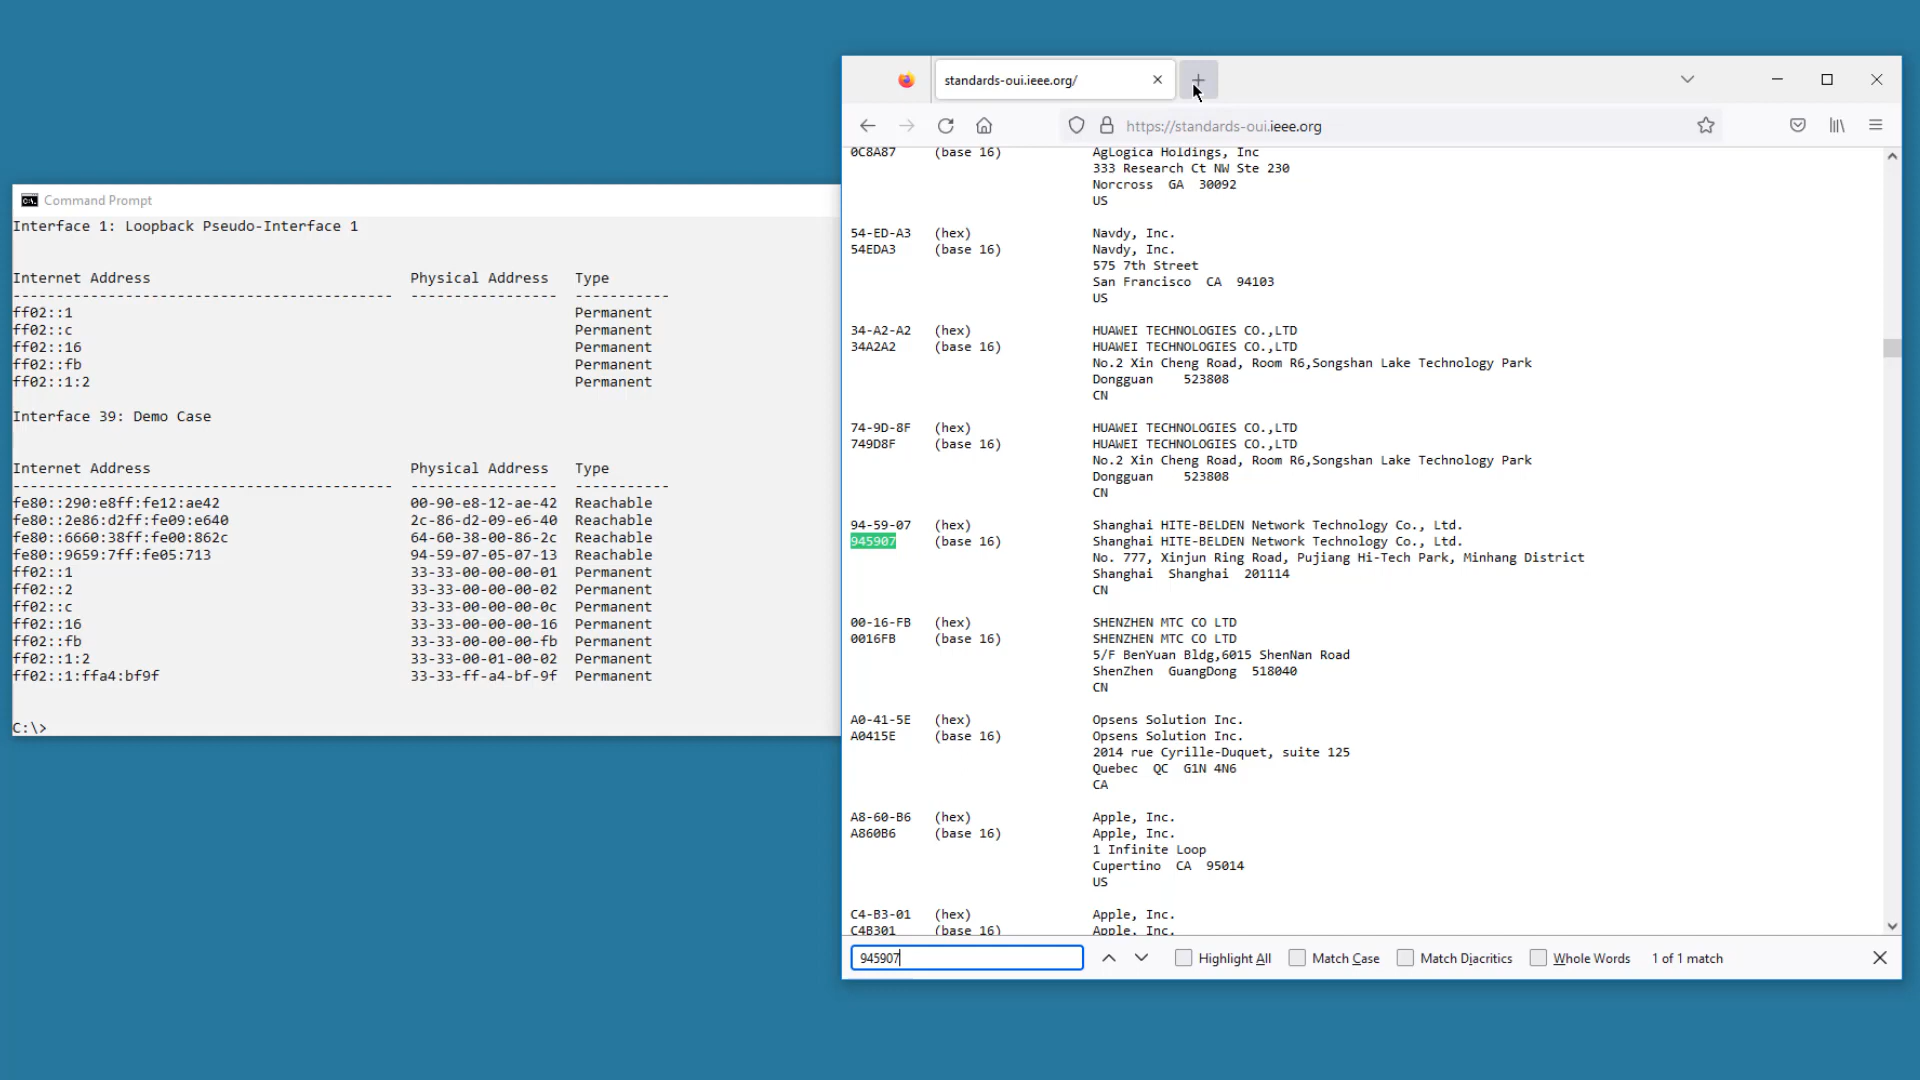 Command Prompt
Interface 1: Loopback Pseudo-Interface 1
Internet Address Physical Address Type
-------------------------------------------- ----------------- -----------
ff02::1 Permanent
ff02::c Permanent
ff02::16 Permanent
ff02::fb Permanent
ff02::1:2 Permanent
Interface 39: Demo Case
Internet Address Physical Address Type
-------------------------------------------- ----------------- -----------
fe80::290:e8ff:fe12:ae42 00-90-e8-12-ae-42 Reachable
fe80::2e86:d2ff:fe09:e640 2c-86-d2-09-e6-40 Reachable
fe80::6660:38ff:fe00:862c 64-60-38-00-86-2c Reachable
fe80::9659:7ff:fe05:713 94-59-07-05-07-13 Reachable
ff02::1 33-33-00-00-00-01 Permanent
ff02::2 33-33-00-00-00-02 Permanent
ff02::c 33-33-00-00-00-0c Permanent
ff02::16 33-33-00-00-00-16 Permanent
ff02::fb 33-33-00-00-00-fb Permanent
ff02::1:2 33-33-00-01-00-02 Permanent
ff02::1:ffa4:bf9f 33-33-ff-a4-bf-9f Permanent
C:\>
standards-oui.ieee.org/
https://standards-oui.ieee.org
0C8A87 (base 16) AgLogica Holdings, Inc
333 Research Ct NW Ste 230
Norcross GA 30092
US
54-ED-A3 (hex) Navdy, Inc.
54EDA3 (base 16) Navdy, Inc.
575 7th Street
San Francisco CA 94103
US
34-A2-A2 (hex) HUAWEI TECHNOLOGIES CO.,LTD
34A2A2 (base 16) HUAWEI TECHNOLOGIES CO.,LTD
No.2 Xin Cheng Road, Room R6,Songshan Lake Technology Park
Dongguan 523808
CN
74-9D-8F (hex) HUAWEI TECHNOLOGIES CO.,LTD
749D8F (base 16) HUAWEI TECHNOLOGIES CO.,LTD
No.2 Xin Cheng Road, Room R6,Songshan Lake Technology Park
Dongguan 523808
CN
94-59-07 (hex) Shanghai HITE-BELDEN Network Technology Co., Ltd.
945907 (base 16) Shanghai HITE-BELDEN Network Technology Co., Ltd.
No. 777, Xinjun Ring Road, Pujiang Hi-Tech Park, Minhang District
Shanghai Shanghai 201114
CN
00-16-FB (hex) SHENZHEN MTC CO LTD
0016FB (base 16) SHENZHEN MTC CO LTD
5/F BenYuan Bldg,6015 ShenNan Road
ShenZhen GuangDong 518040
CN
A0-41-5E (hex) Opsens Solution Inc.
A0415E (base 16) Opsens Solution Inc.
2014 rue Cyrille-Duquet, suite 125
Quebec QC G1N 4N6
CA
A8-60-B6 (hex) Apple, Inc.
A860B6 (base 16) Apple, Inc.
1 Infinite Loop
Cupertino CA 95014
US
C4-B3-01 (hex) Apple, Inc.
C4B301 (base 16) Apple, Inc.
945907 Highlight All Match Case Match Diacritics Whole Words 1 of 1 match